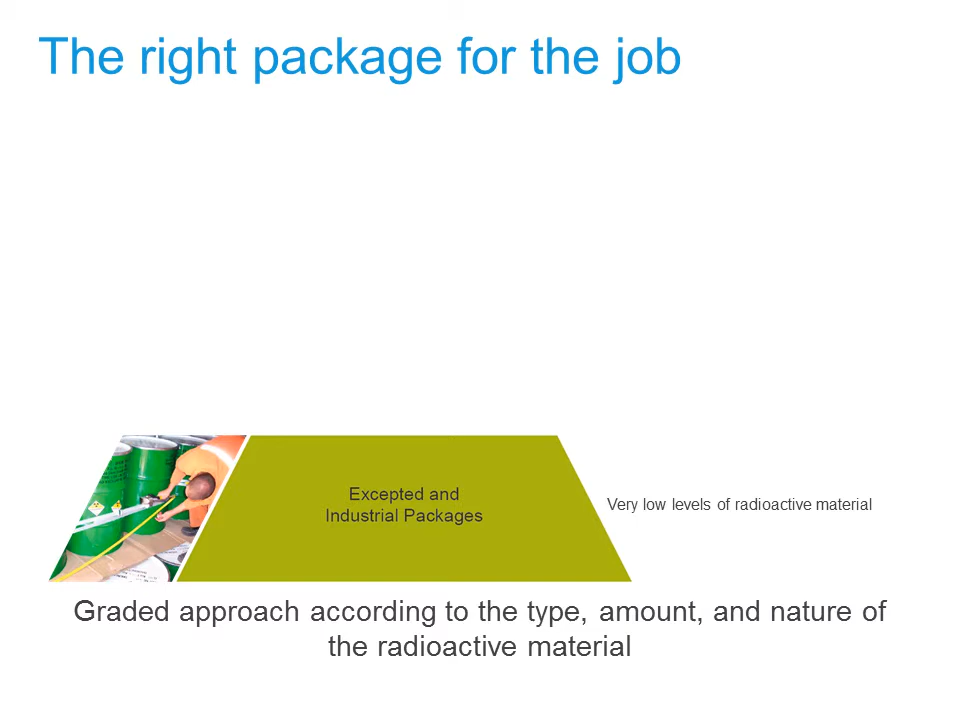 The right package for the job
Excepted and
Industrial Packages
Very low levels of radioactive material
Graded approach according to the type, amount, and nature of
the radioactive material